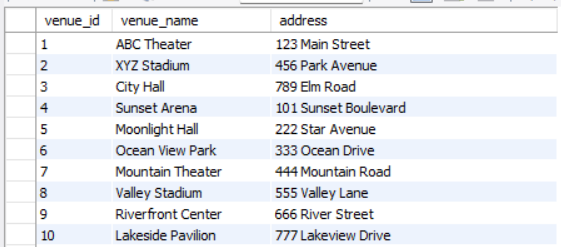 venue_id venue_name address
1 ABC Theater 123 Main Street
2 XYZ Stadium 456 Park Avenue
3 City Hall 789 Elm Road
4 Sunset Arena 101 Sunset Boulevard
5 Moonlight Hall 222 Star Avenue
6 Ocean View Park 333 Ocean Drive
7 Mountain Theater 444 Mountain Road
8 Valley Stadium 555 Valley Lane
9 Riverfront Center 666 River Street
10 Lakeside Pavilion 777 Lakeview Drive